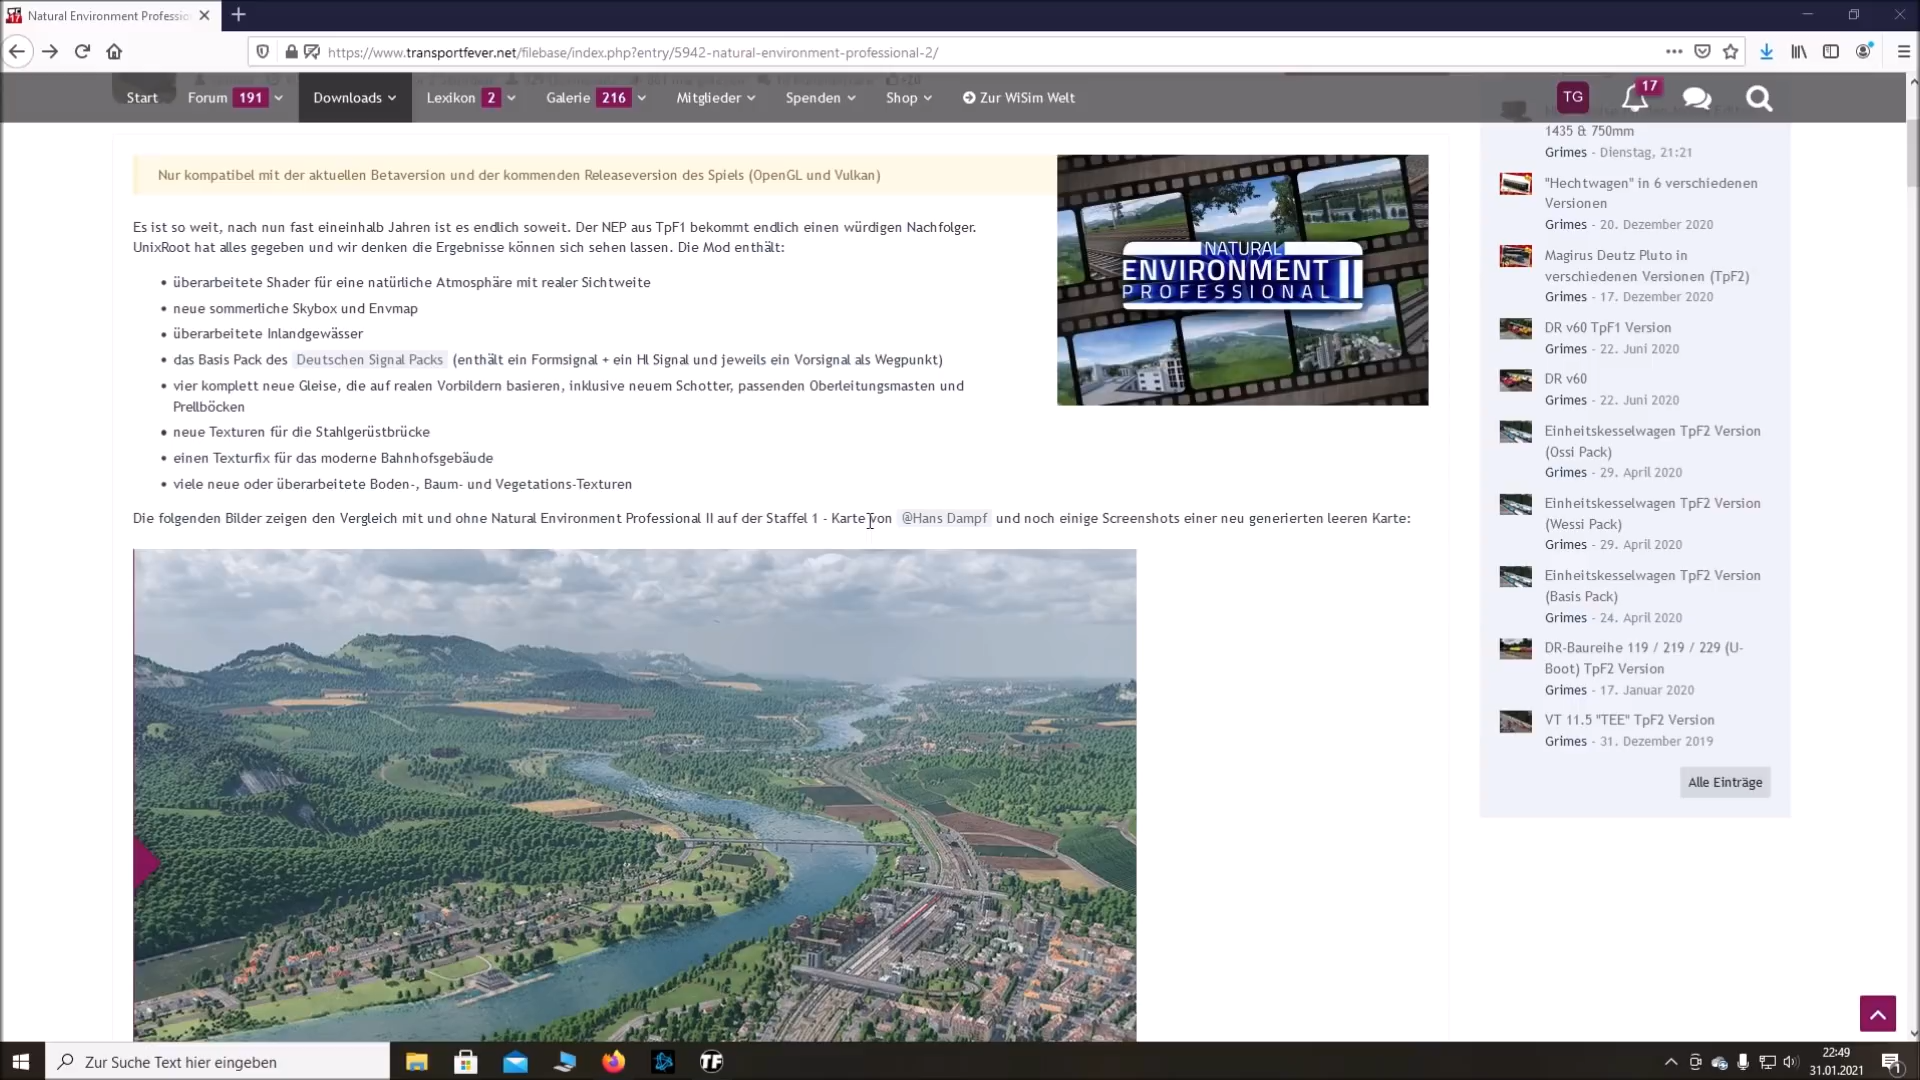 Natural Environment Professio
https://www.transportfever.net/filebase/index.php?entry/5942-natural-environment-professional-2/
Start
Forum 191
Downloads
Lexikon 2
Galerie 216
Mitglieder
Spenden
Shop
Zur WiSim Welt
TG
17
Nur kompatibel mit der aktuellen Betaversion und der kommenden Releaseversion des Spiels (OpenGL und Vulkan)
Es ist so weit, nach nun fast eineinhalb Jahren ist es endlich soweit. Der NEP aus TpF1 bekommt endlich einen würdigen Nachfolger.
UnixRoot hat alles gegeben und wir denken die Ergebnisse können sich sehen lassen. Die Mod enthält:
• überarbeitete Shader für eine natürliche Atmosphäre mit realer Sichtweite
• neue sommerliche Skybox und Envmap
• überarbeitete Inlandgewässer
• das Basis Pack des Deutschen Signal Packs (enthält ein Formsignal + ein Hl Signal und jeweils ein Vorsignal als Wegpunkt)
• vier komplett neue Gleise, die auf realen Vorbildern basieren, inklusive neuem Schotter, passenden Oberleitungsmasten und
Prellböcken
• neue Texturen für die Stahlgerüstbrücke
• einen Texturfix für das moderne Bahnhofsgebäude
• viele neue oder überarbeitete Boden-, Baum- und Vegetations-Texturen
NATURAL
ENVIRONMENT
PROFESSIONAL II
Die folgenden Bilder zeigen den Vergleich mit und ohne Natural Environment Professional II auf der Staffel 1 - Karte von @Hans Dampf und noch einige Screenshots einer neu generierten leeren Karte:
1435 & 750mm
Grimes - Dienstag, 21:21
"Hechtwagen" in 6 verschiedenen
Versionen
Grimes - 20. Dezember 2020
Magirus Deutz Pluto in
verschiedenen Versionen (TpF2)
Grimes - 17. Dezember 2020
DR v60 TpF1 Version
Grimes - 22. Juni 2020
DR v60
Grimes - 22. Juni 2020
Einheitskesselwagen TpF2 Version
(Ossi Pack)
Grimes - 29. April 2020
Einheitskesselwagen TpF2 Version
(Wessi Pack)
Grimes - 29. April 2020
Einheitskesselwagen TpF2 Version
(Basis Pack)
Grimes - 24. April 2020
DR-Baureihe 119 / 219 / 229 (U-
Boot) TpF2 Version
Grimes - 17. Januar 2020
VT 11.5 "TEE" TpF2 Version
Grimes - 31. Dezember 2019
Alle Einträge
Zur Suche Text hier eingeben
TF
22:49
31.01.2021
1